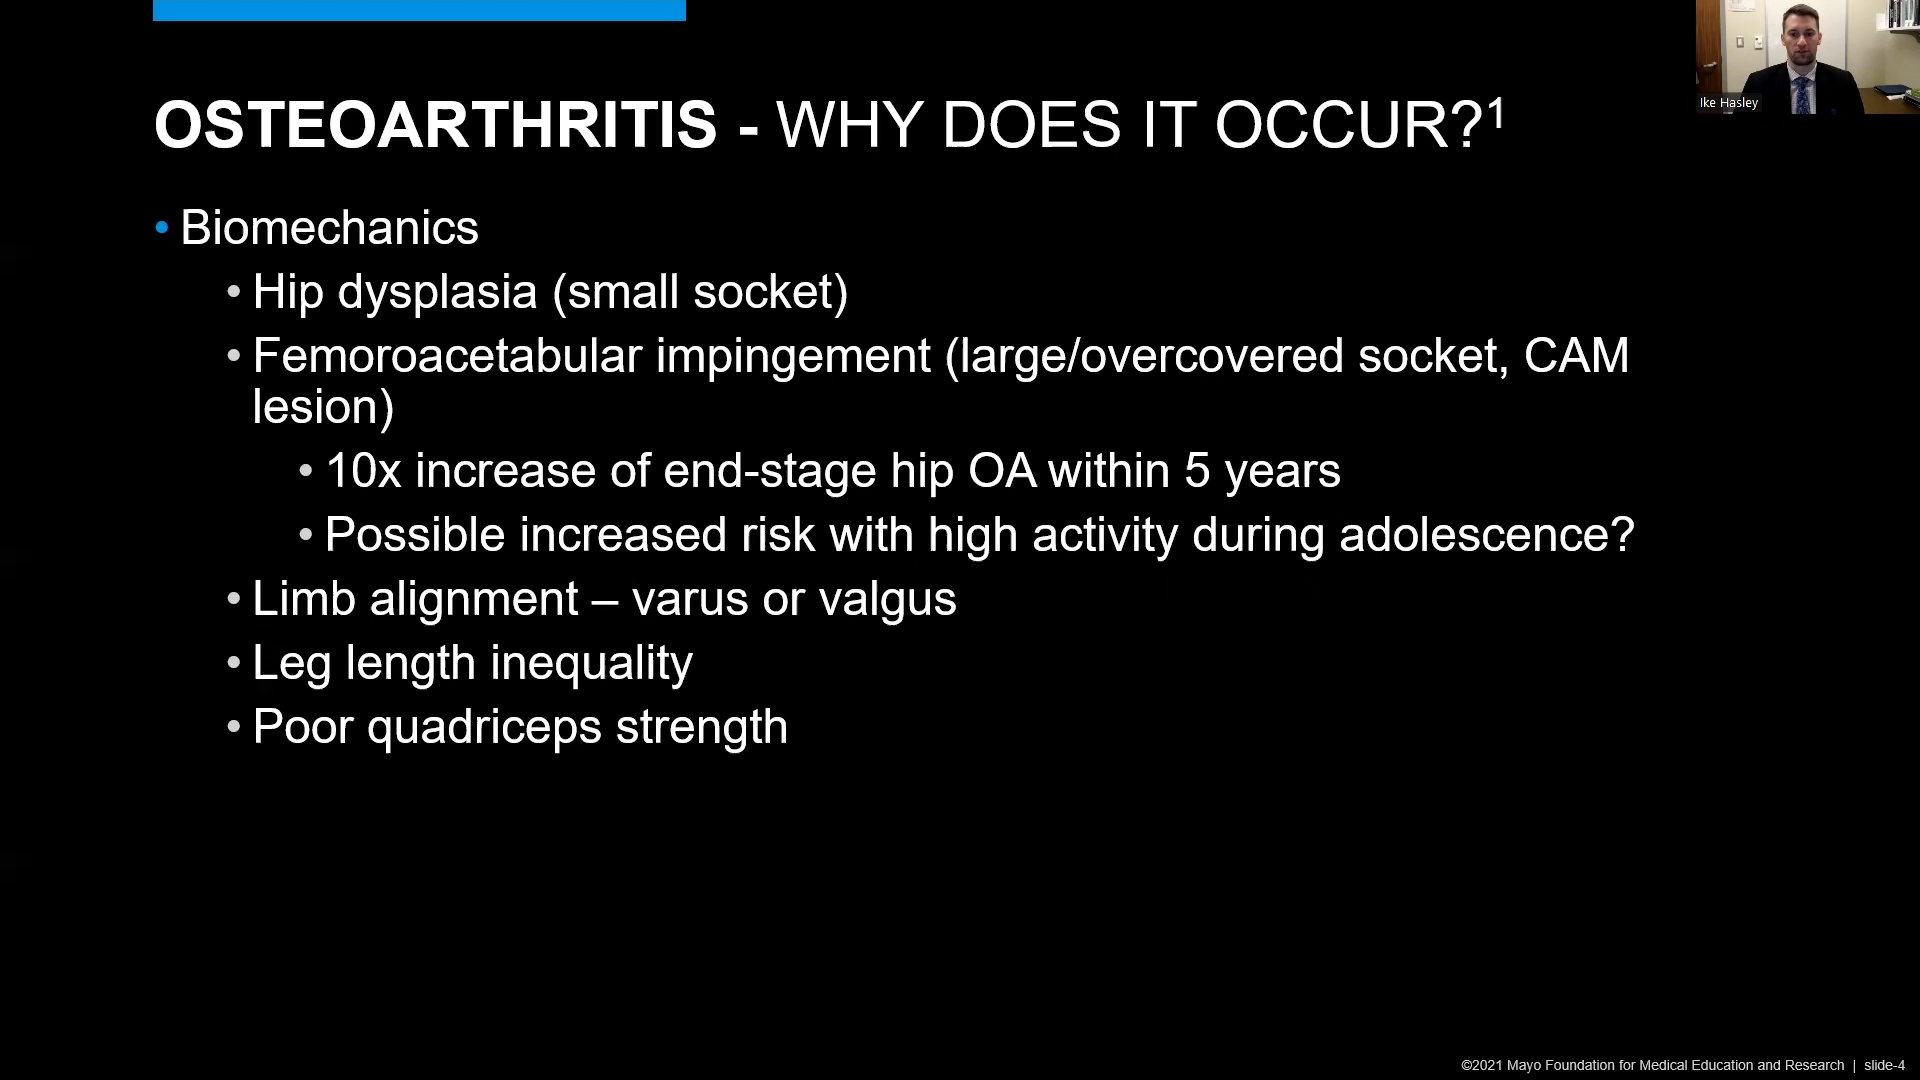 Ike Hasley
OSTEOARTHRITIS - WHY DOES IT OCCUR?¹
• Biomechanics
• Hip dysplasia (small socket)
• Femoroacetabular impingement (large/overcovered socket, CAM
lesion)
• 10x increase of end-stage hip OA within 5 years
• Possible increased risk with high activity during adolescence?
• Limb alignment – varus or valgus
• Leg length inequality
• Poor quadriceps strength
©2021 Mayo Foundation for Medical Education and Research | slide-4